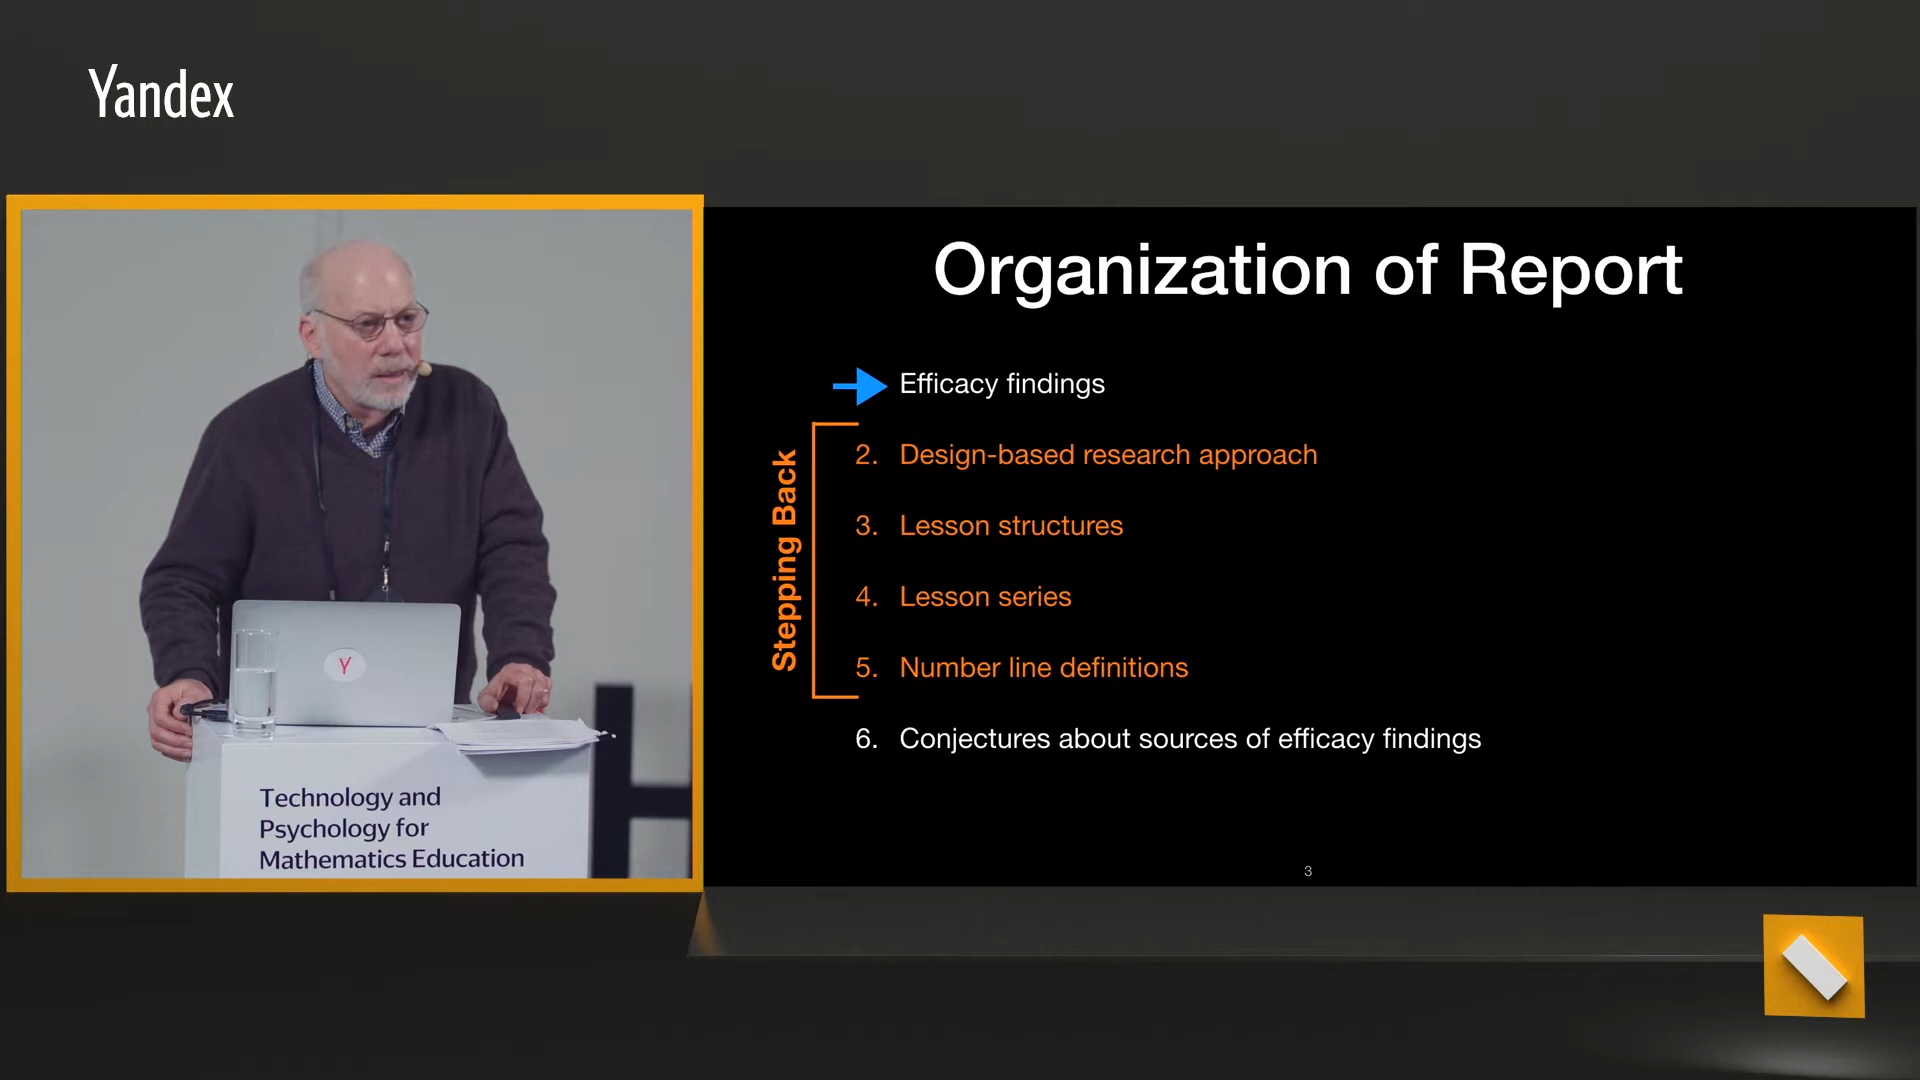 Yandex
Organization of Report
Efficacy findings
Stepping Back
2. Design-based research approach
3. Lesson structures
4. Lesson series
5. Number line definitions
6. Conjectures about sources of efficacy findings
3
Y
Technology and
Psychology for
Mathematics Education
H